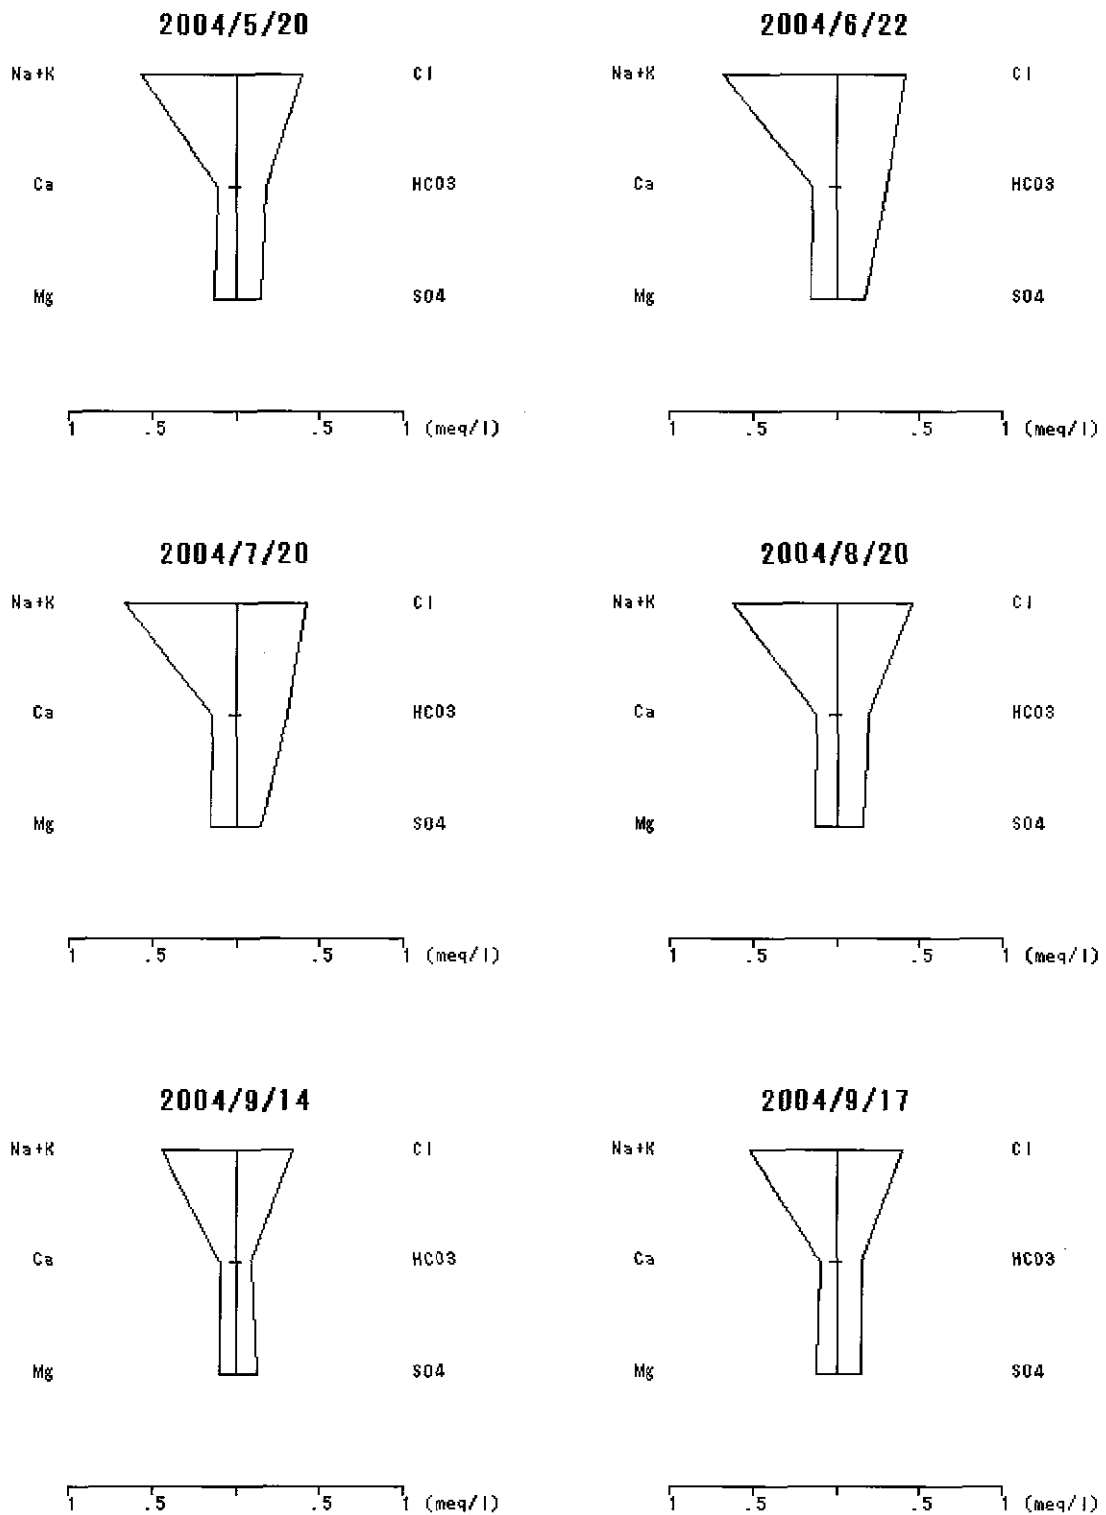 2004/5/20 2004/6/22
Na+K Cl Na+K Cl
Ca HCO3 Ca HCO3
Mg SO4 Mg SO4
1 .5 .5 1 (meq/l) 1 .5 .5 1 (meq/l)
2004/7/20 2004/8/20
Na+K Cl Na+K Cl
Ca HCO3 Ca HCO3
Mg SO4 Mg SO4
1 .5 .5 1 (meq/l) 1 .5 .5 1 (meq/l)
2004/9/14 2004/9/17
Na+K Cl Na+K Cl
Ca HCO3 Ca HCO3
Mg SO4 Mg SO4
1 .5 .5 1 (meq/l) 1 .5 .5 1 (meq/l)